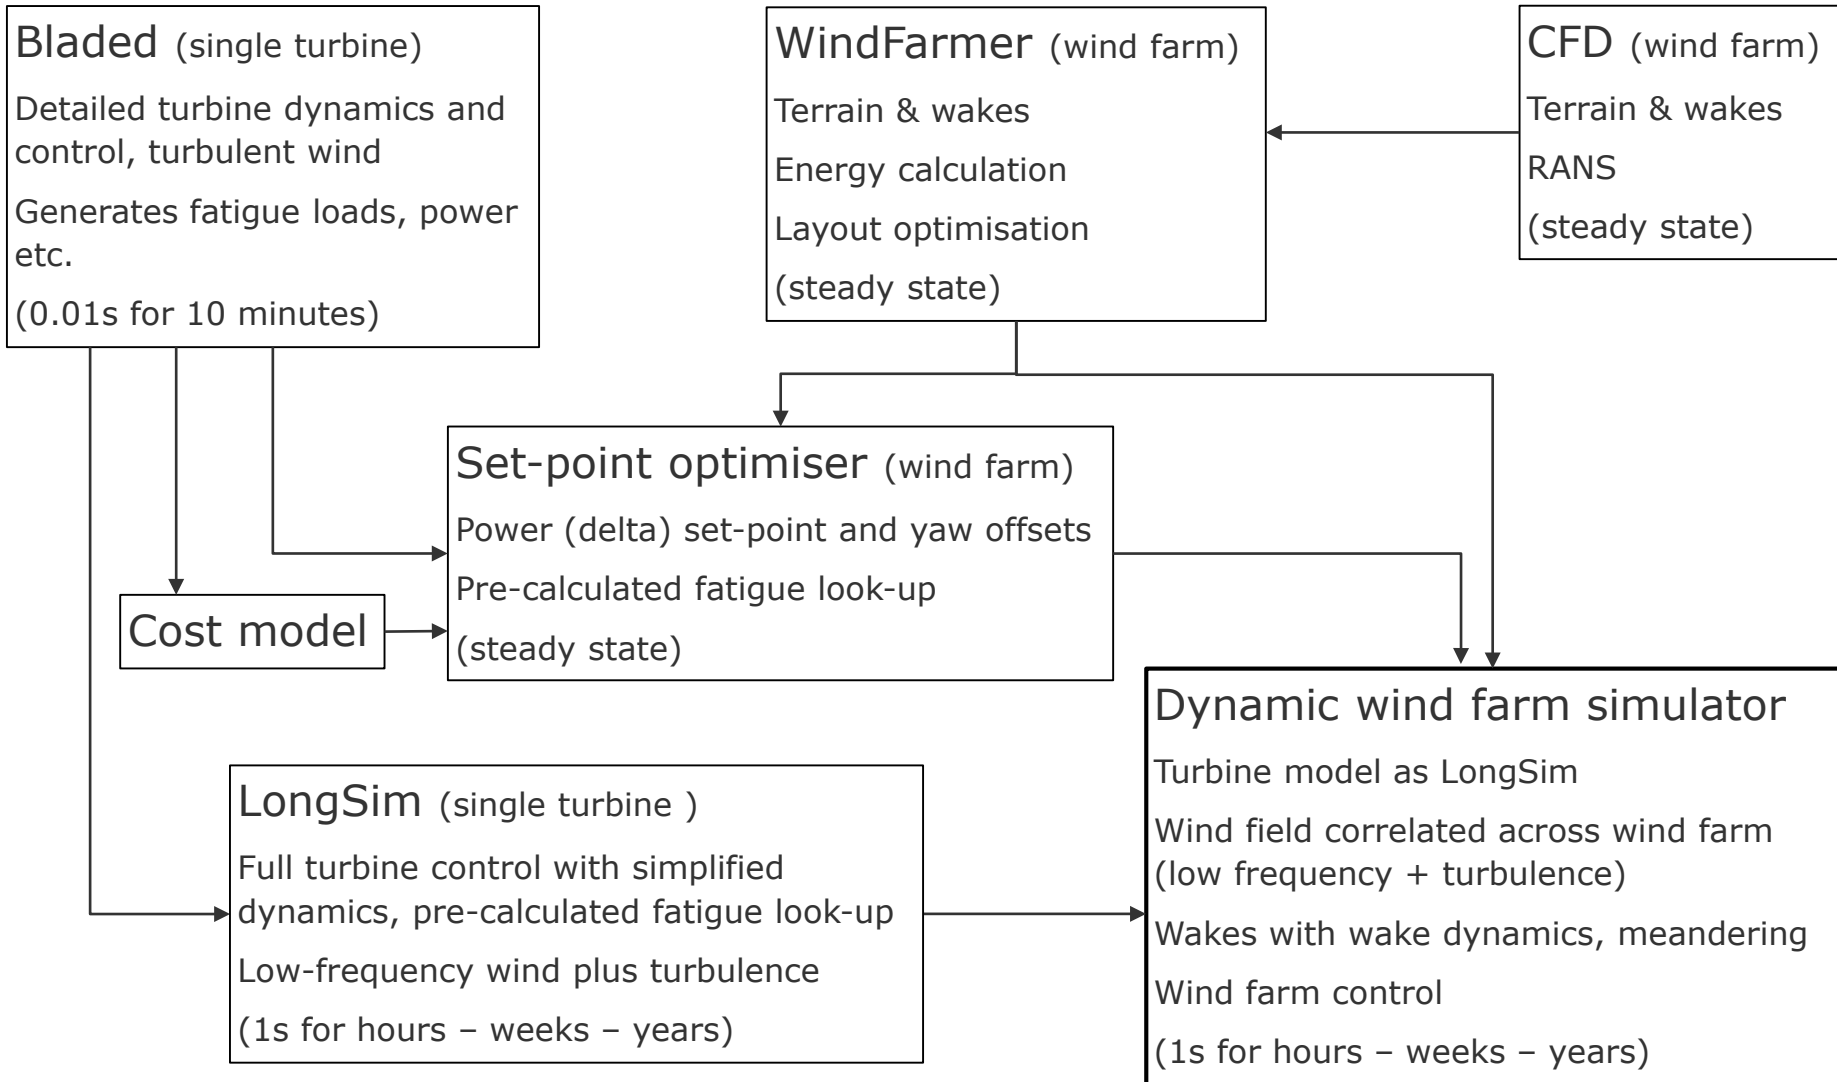 Bladed (single turbine)
Detailed turbine dynamics and
control, turbulent wind
Generates fatigue loads, power
etc.
(0.01s for 10 minutes)
WindFarmer (wind farm)
Terrain & wakes
Energy calculation
Layout optimisation
(steady state)
CFD (wind farm)
Terrain & wakes
RANS
(steady state)
Set-point optimiser (wind farm)
Power (delta) set-point and yaw offsets
Pre-calculated fatigue look-up
(steady state)
Cost model
LongSim (single turbine )
Full turbine control with simplified
dynamics, pre-calculated fatigue look-up
Low-frequency wind plus turbulence
(1s for hours – weeks – years)
Dynamic wind farm simulator
Turbine model as LongSim
Wind field correlated across wind farm
(low frequency + turbulence)
Wakes with wake dynamics, meandering
Wind farm control
(1s for hours – weeks – years)